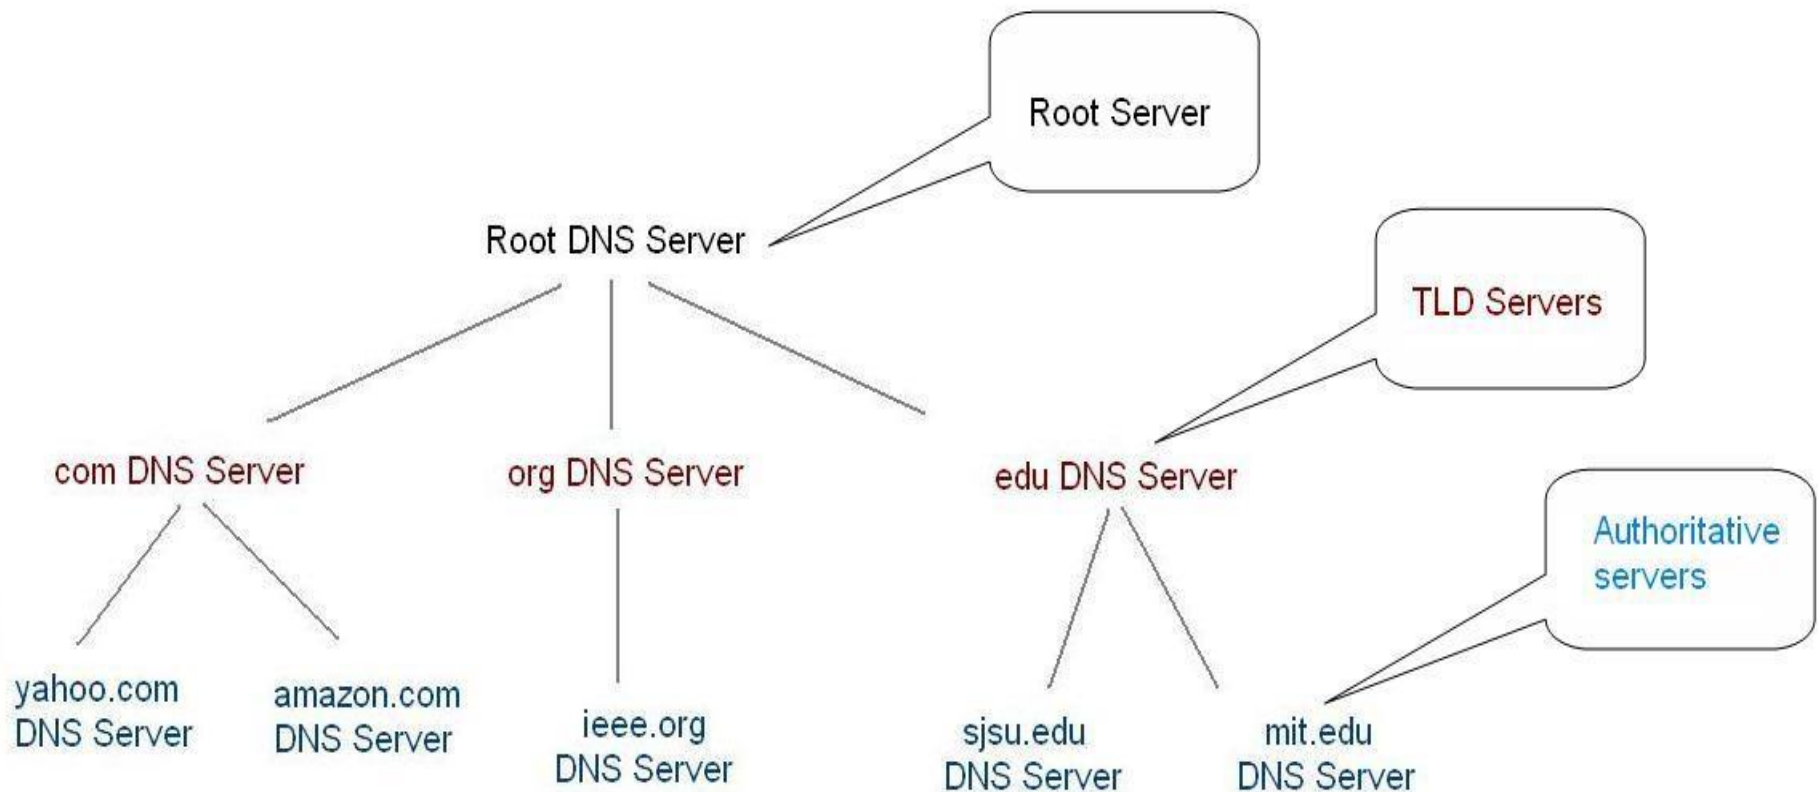 Root Server
Root DNS Server
TLD Servers
com DNS Server
org DNS Server
edu DNS Server
Authoritative
servers
yahoo.com
DNS Server
amazon.com
DNS Server
ieee.org
DNS Server
sjsu.edu
DNS Server
mit.edu
DNS Server